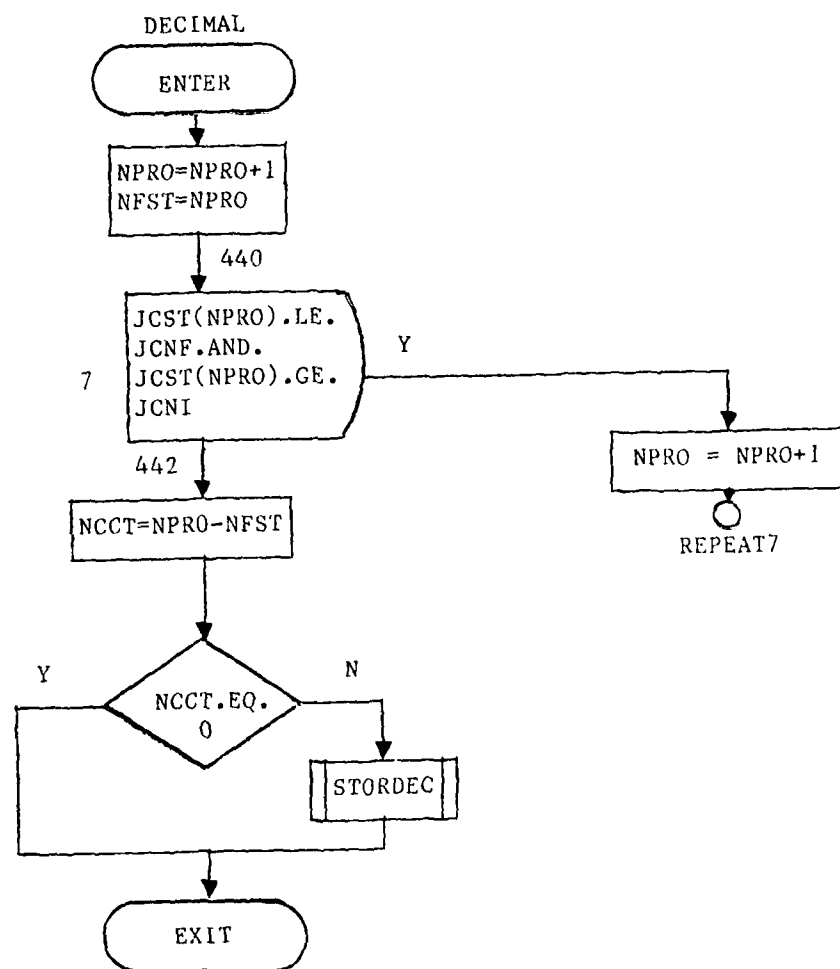 DECIMAL
ENTER
NPRO=NPRO+1
NFST=NPRO
440
JCST(NPRO).LE.
JCNF.AND.
JCST(NPRO).GE.
JCNI
7
Y
NPRO = NPRO+1
REPEAT7
442
NCCT=NPRO-NFST
Y
N
NCCT.EQ.
0
STORDEC
EXIT